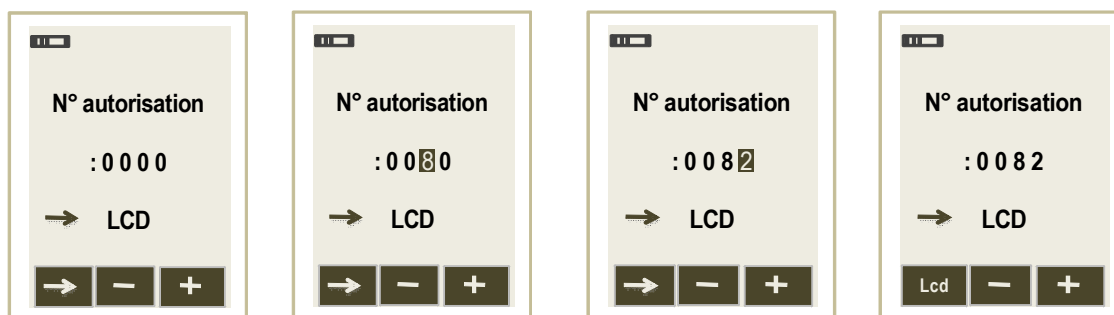 N° autorisation
: 0 0 0 0
LCD
N° autorisation
: 0 0 8 0
LCD
N° autorisation
: 0 0 8 2
LCD
N° autorisation
: 0 0 8 2
LCD
Lcd